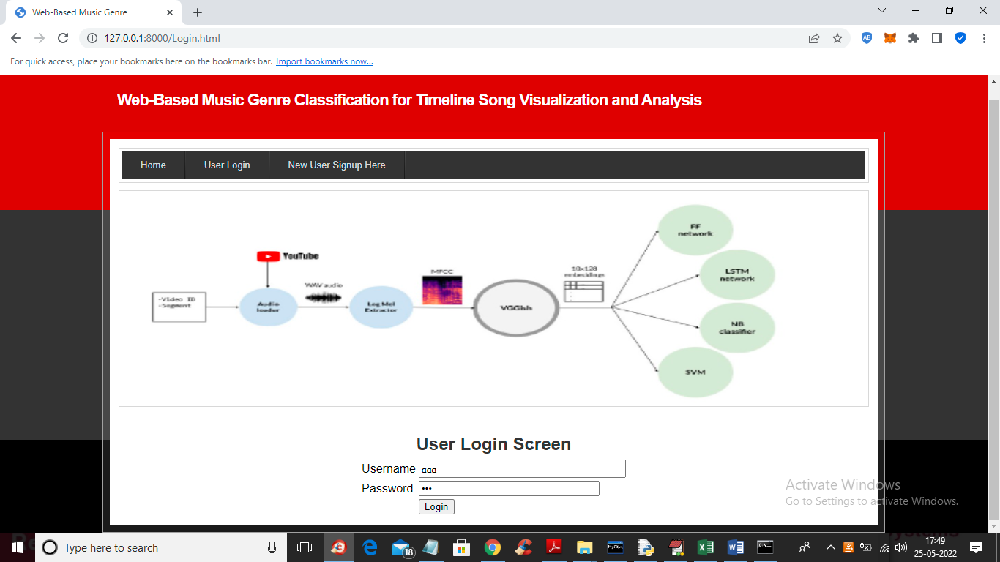 Web-Based Music Genre
127.0.0.1:8000/Login.html
AB
For quick access, place your bookmarks here on the bookmarks bar. Import bookmarks now...
Web-Based Music Genre Classification for Timeline Song Visualization and Analysis
Home User Login New User Signup Here
YouTube
-Video ID
-Segment
Audio
loader
WAV audio
Log Mel
Extractor
MFCC
VGGish
10x128
embeddings
FF
network
LSTM
network
NB
classifier
SVM
User Login Screen
Username aaa
Password •••
Login
Activate Windows
Go to Settings to activate Windows.
Type here to search
18
MySQL
17:49
25-05-2022